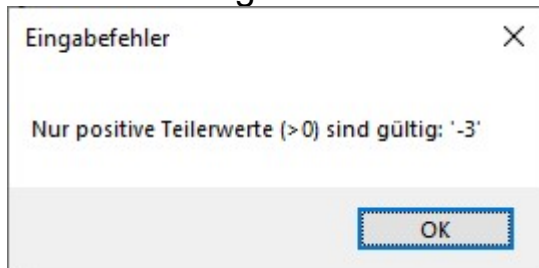 Eingabefehler
Nur positive Teilerwerte (>0) sind gültig: '-3'
OK